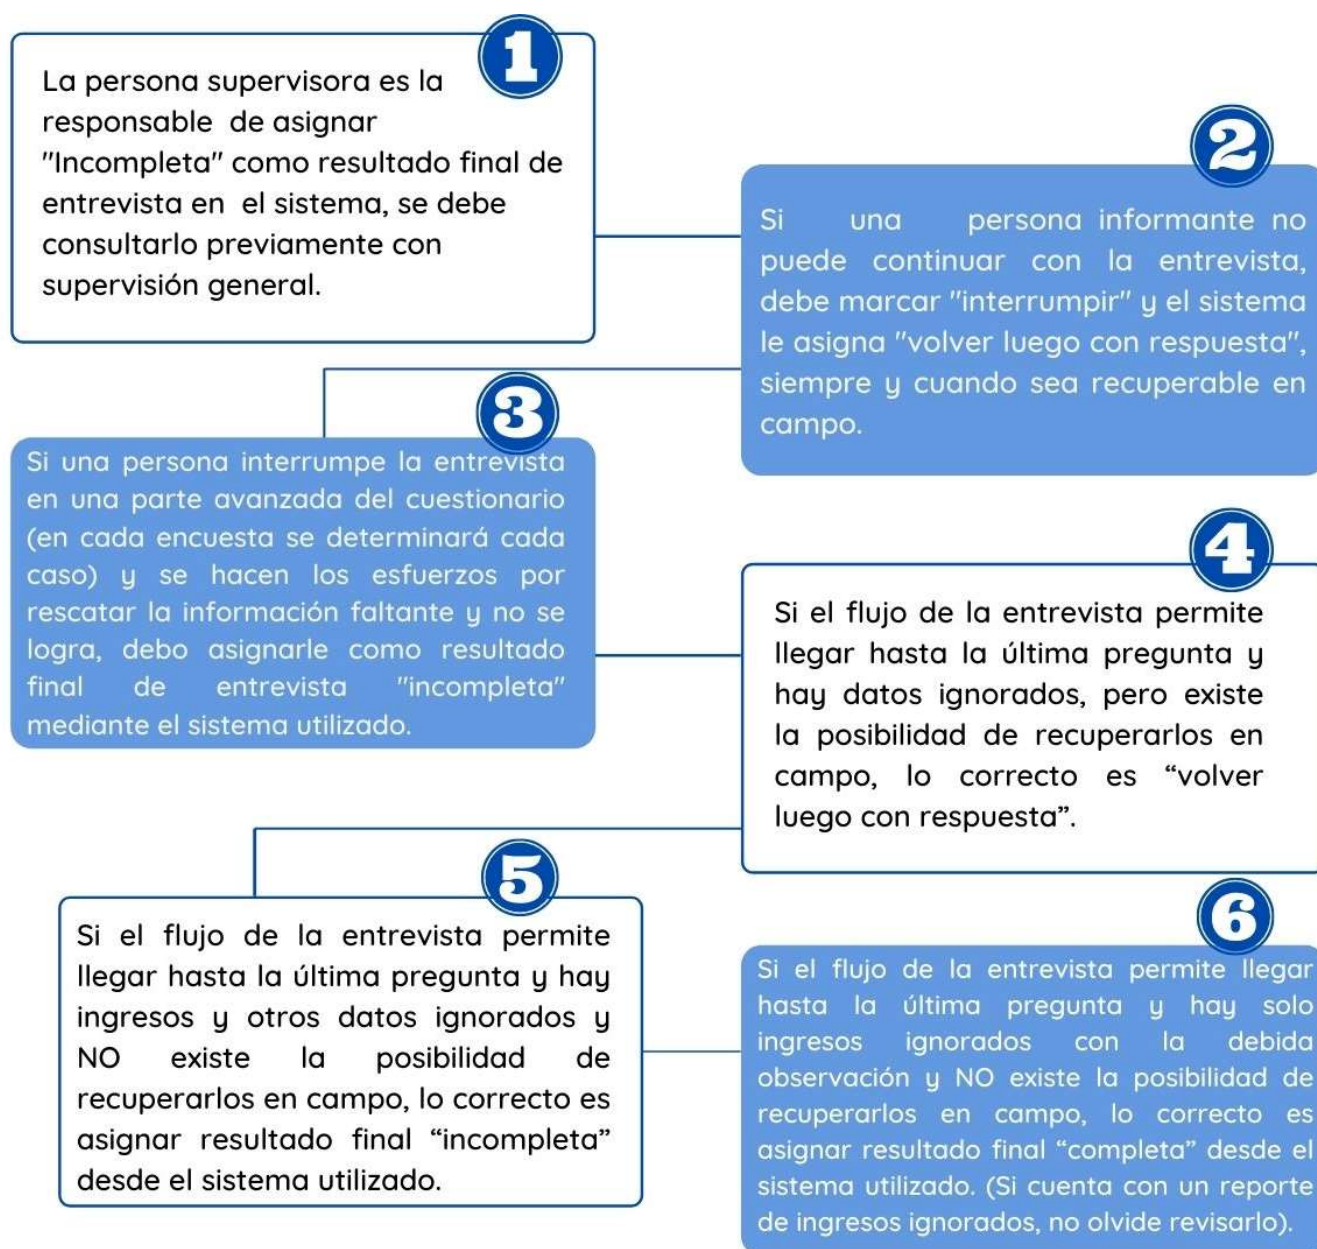 1
La persona supervisora es la
responsable de asignar
"Incompleta" como resultado final de
entrevista en el sistema, se debe
consultarlo previamente con
supervisión general.
2
Si una persona informante no
puede continuar con la entrevista,
debe marcar "interrumpir" y el sistema
le asigna "volver luego con respuesta",
siempre y cuando sea recuperable en
campo.
3
Si una persona interrumpe la entrevista
en una parte avanzada del cuestionario
(en cada encuesta se determinará cada
caso) y se hacen los esfuerzos por
rescatar la información faltante y no se
logra, debo asignarle como resultado
final de entrevista "incompleta"
mediante el sistema utilizado.
4
Si el flujo de la entrevista permite
llegar hasta la última pregunta y
hay datos ignorados, pero existe
la posibilidad de recuperarlos en
campo, lo correcto es “volver
luego con respuesta”.
5
Si el flujo de la entrevista permite
llegar hasta la última pregunta y hay
ingresos y otros datos ignorados y
NO existe la posibilidad de
recuperarlos en campo, lo correcto es
asignar resultado final “incompleta”
desde el sistema utilizado.
6
Si el flujo de la entrevista permite llegar
hasta la última pregunta y hay solo
ingresos ignorados con la debida
observación y NO existe la posibilidad de
recuperarlos en campo, lo correcto es
asignar resultado final “completa” desde el
sistema utilizado. (Si cuenta con un reporte
de ingresos ignorados, no olvide revisarlo).